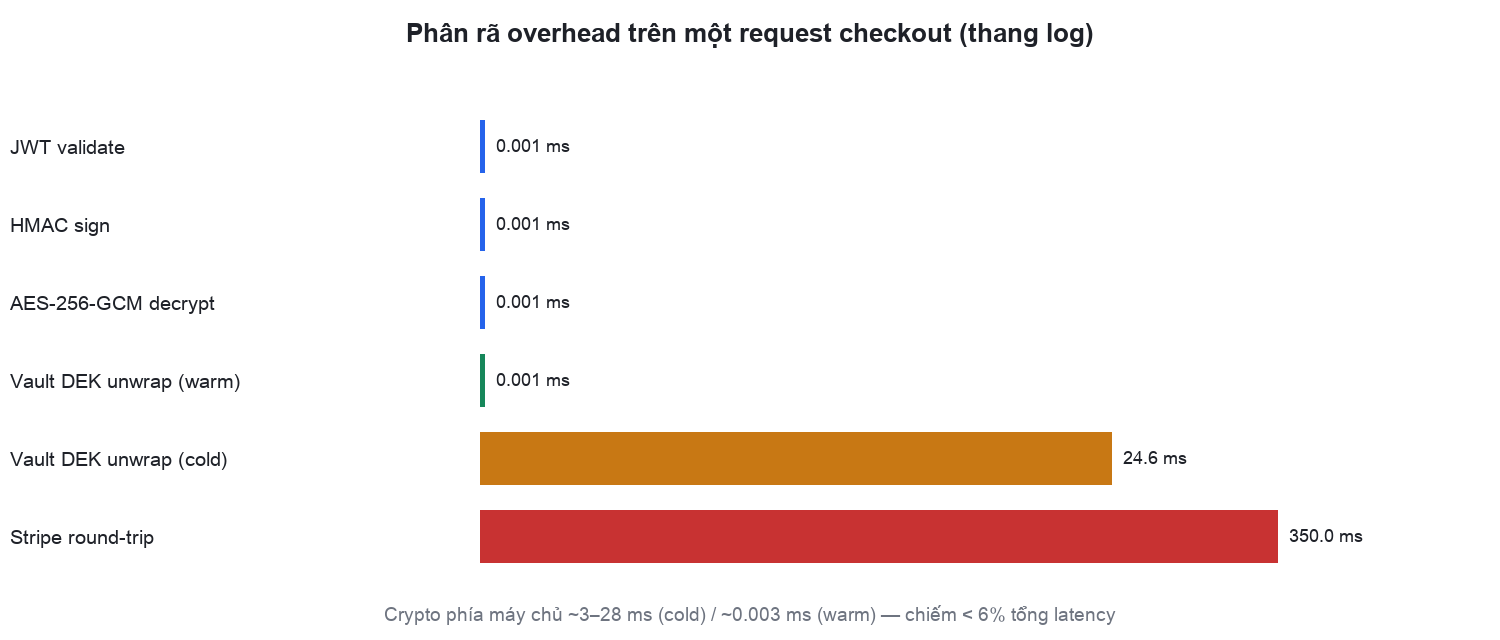 Phân rã overhead trên một request checkout (thang log)
JWT validate 0.001 ms
HMAC sign 0.001 ms
AES-256-GCM decrypt 0.001 ms
Vault DEK unwrap (warm) 0.001 ms
Vault DEK unwrap (cold) 24.6 ms
Stripe round-trip 350.0 ms
Crypto phía máy chủ ~3–28 ms (cold) / ~0.003 ms (warm) — chiếm < 6% tổng latency